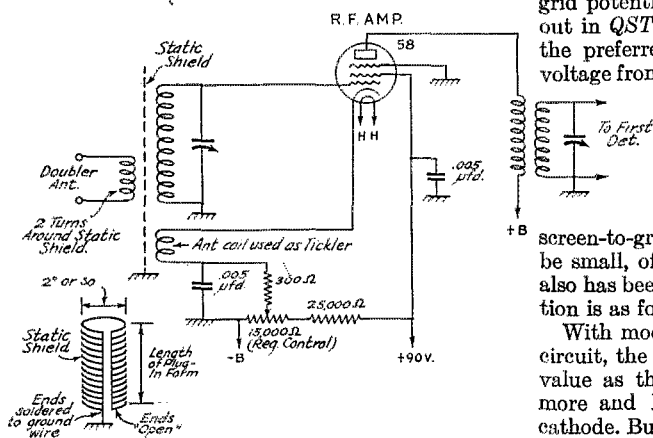 R.F. AMP.
58
Static
Shield
H H
Doubler
Ant.
2 Turns
Around Static
Shield.
Ant coil used as Tickler
.005
µfd.
300Ω
25,000Ω
15,000Ω
(Reg. Control)
-B
+90V.
.005
µfd.
To First
Det.
+B
2" or so
Static
Shield
Length
of Plug-
In Form
Ends
soldered
to ground
wire
"Ends
Open"
grid potenti
out in QST
the preferre
voltage from
screen-to-gr
be small, of
also has been
tion is as fo
With mod
circuit, the
value as th
more and
cathode. Bu